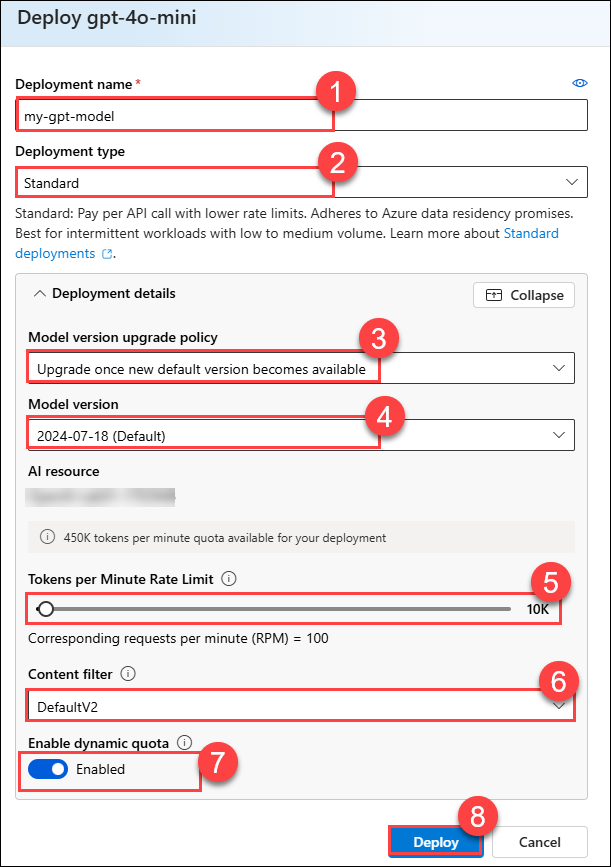 Deploy gpt-4o-mini
Deployment name *
1
my-gpt-model
Deployment type
2
Standard
Standard: Pay per API call with lower rate limits. Adheres to Azure data residency promises.
Best for intermittent workloads with low to medium volume. Learn more about Standard
deployments .
Deployment details
Collapse
Model version upgrade policy
3
Upgrade once new default version becomes available
Model version
4
2024-07-18 (Default)
AI resource
450K tokens per minute quota available for your deployment
Tokens per Minute Rate Limit
5
10K
Corresponding requests per minute (RPM) = 100
Content filter
6
DefaultV2
Enable dynamic quota
7
Enabled
8
Deploy
Cancel